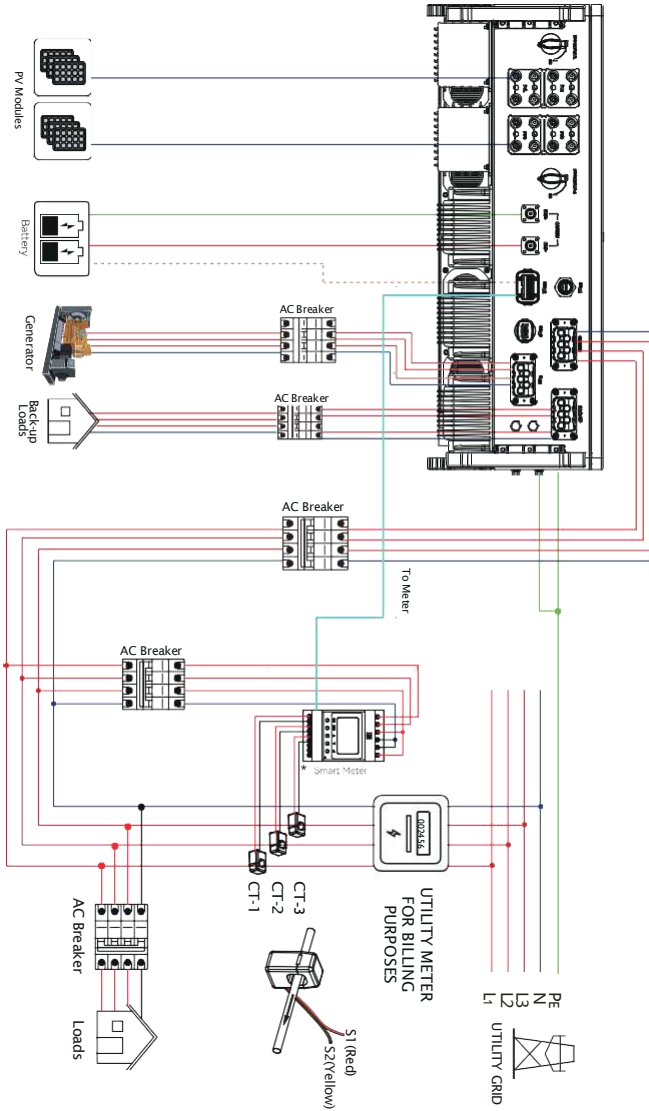 PV Modules
Battery
Generator
AC Breaker
Back-up
Loads
AC Breaker
AC Breaker
To Meter
AC Breaker
* Smart Meter
002456
CT-3
CT-2
CT-1
UTILITY METER
FOR BILLING
PURPOSES
AC Breaker
Loads
S1(Red)
S2(Yellow)
PE
N
L3
L2
L1
UTILITY GRID